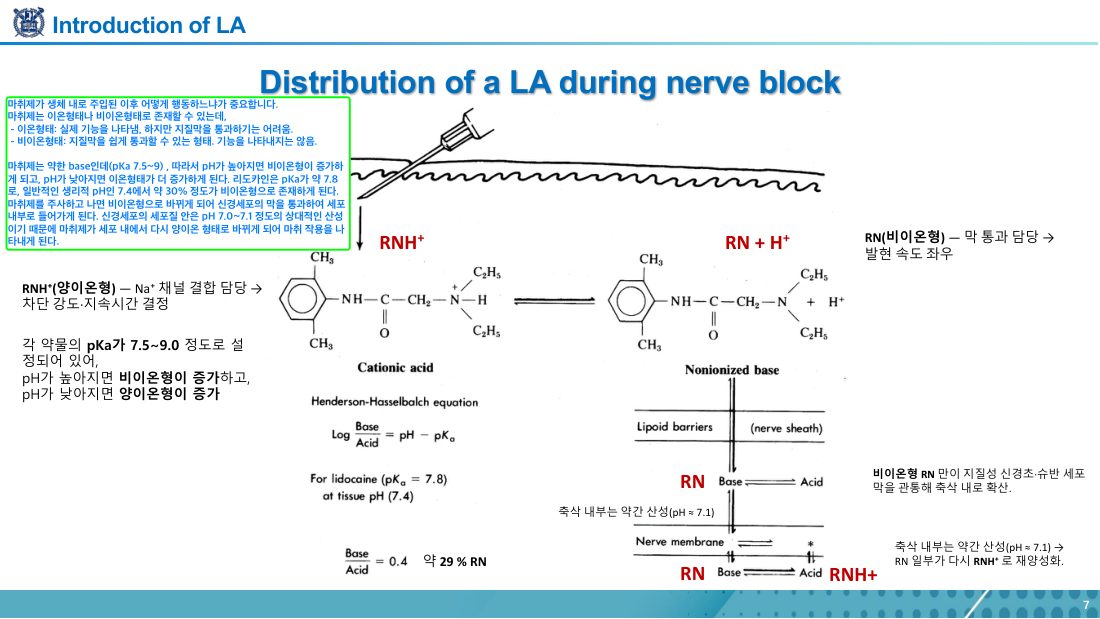 Introduction of LA
Distribution of a LA during nerve block
마취제가 생체 내로 주입된 이후 어떻게 행동하느냐가 중요합니다.
마취제는 이온형태나 비이온형태로 존재할 수 있는데,
- 이온형태: 실제 기능을 나타냄, 하지만 지질막을 통과하기는 어려움.
- 비이온형태: 지질막을 쉽게 통과할 수 있는 형태. 기능을 나타내지는 않음.
마취제는 약한 base인데(pKa 7.5~9) , 따라서 pH가 높아지면 비이온형이 증가하
게 되고, pH가 낮아지면 이온형태가 더 증가하게 된다. 리도카인은 pKa가 약 7.8
로, 일반적인 생리적 pH인 7.4에서 약 30% 정도가 비이온형으로 존재하게 된다.
마취제를 주사하고 나면 비이온형으로 바뀌게 되어 신경세포의 막을 통과하여 세포
내부로 들어가게 된다. 신경세포의 세포질 안은 pH 7.0~7.1 정도의 상대적인 산성
이기 때문에 마취제가 세포 내에서 다시 양이온 형태로 바뀌게 되어 마취 작용을 나
타내게 된다.
RNH⁺
RN + H⁺
RN(비이온형) — 막 통과 담당 →
발현 속도 좌우
RNH⁺(양이온형) — Na⁺ 채널 결합 담당 →
차단 강도·지속시간 결정
각 약물의 pKa가 7.5~9.0 정도로 설
정되어 있어,
pH가 높아지면 비이온형이 증가하고,
pH가 낮아지면 양이온형이 증가
CH₃
C₂H₅
NH—C—CH₂—N⁺—H
O
C₂H₅
CH₃
CH₃
C₂H₅
NH—C—CH₂—N + H⁺
O
C₂H₅
CH₃
Cationic acid
Nonionized base
Henderson-Hasselbalch equation
Log Base/Acid = pH − pKₐ
For lidocaine (pKₐ = 7.8)
at tissue pH (7.4)
Base/Acid = 0.4 약 29 % RN
Lipoid barriers (nerve sheath)
RN Base Acid
비이온형 RN 만이 지질성 신경초·슈반 세포
막을 관통해 축삭 내로 확산.
축삭 내부는 약간 산성(pH ≈ 7.1)
Nerve membrane *
RN Base Acid RNH+
축삭 내부는 약간 산성(pH ≈ 7.1) →
RN 일부가 다시 RNH⁺ 로 재양성화.
7